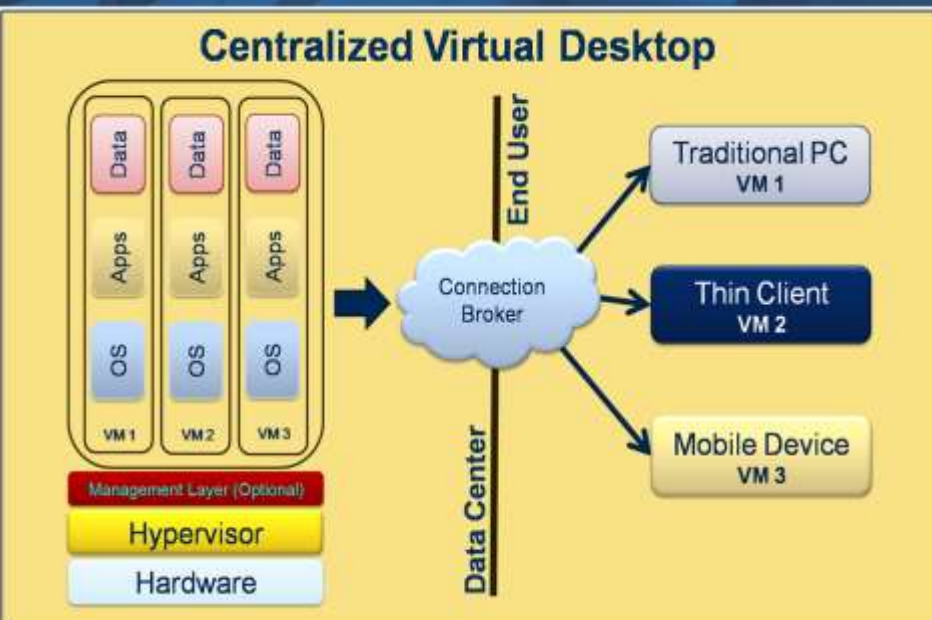 Centralized Virtual Desktop
Data
Data
Data
Apps
Apps
Apps
OS
OS
OS
VM 1
VM 2
VM 3
Management Layer (Optional)
Hypervisor
Hardware
End User
Connection
Broker
Data Center
Traditional PC
VM 1
Thin Client
VM 2
Mobile Device
VM 3